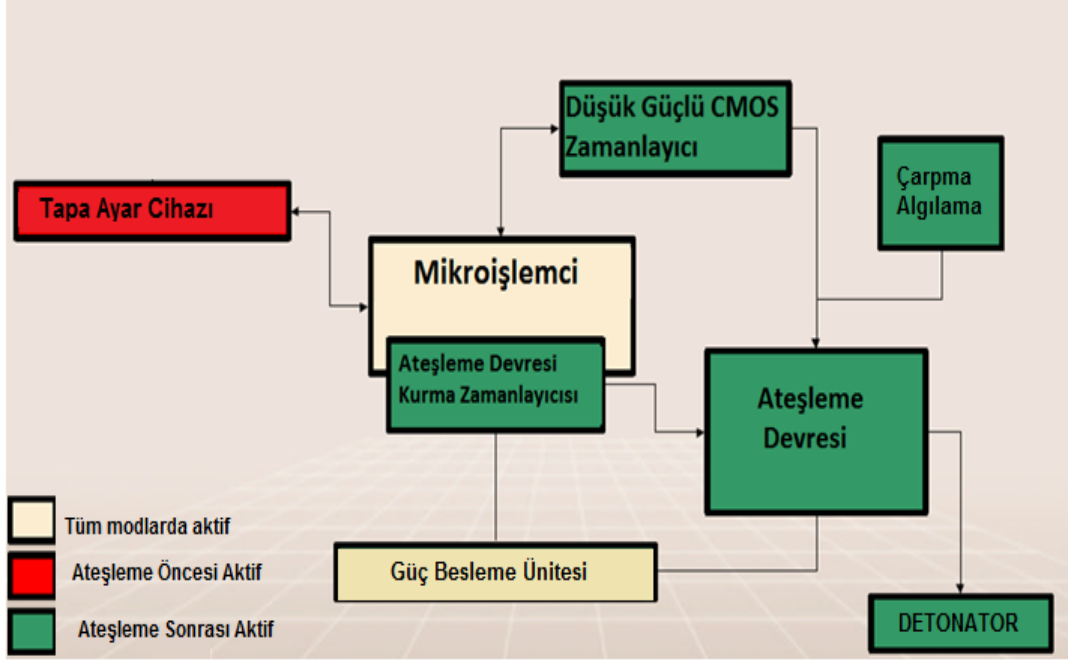 Düşük Güçlü CMOS
Zamanlayıcı
Çarpma
Algılama
Tapa Ayar Cihazı
Mikroişlemci
Ateşleme Devresi
Kurma Zamanlayıcısı
Ateşleme
Devresi
Tüm modlarda aktif
Ateşleme Öncesi Aktif
Güç Besleme Ünitesi
Ateşleme Sonrası Aktif
DETONATOR